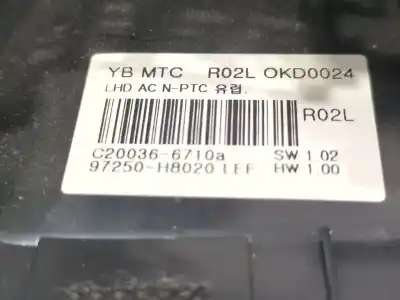 YB MTC R02L OKD0024
LHD AC N-PTC 유럽.
R02L
C20036-6710a SW 1.02
97250-H8020 LEF HW 1.00